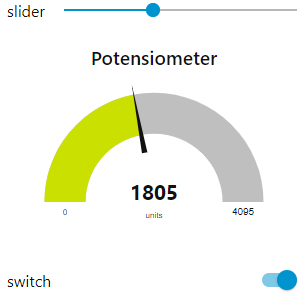 slider
Potensiometer
1805
units
0
4095
switch